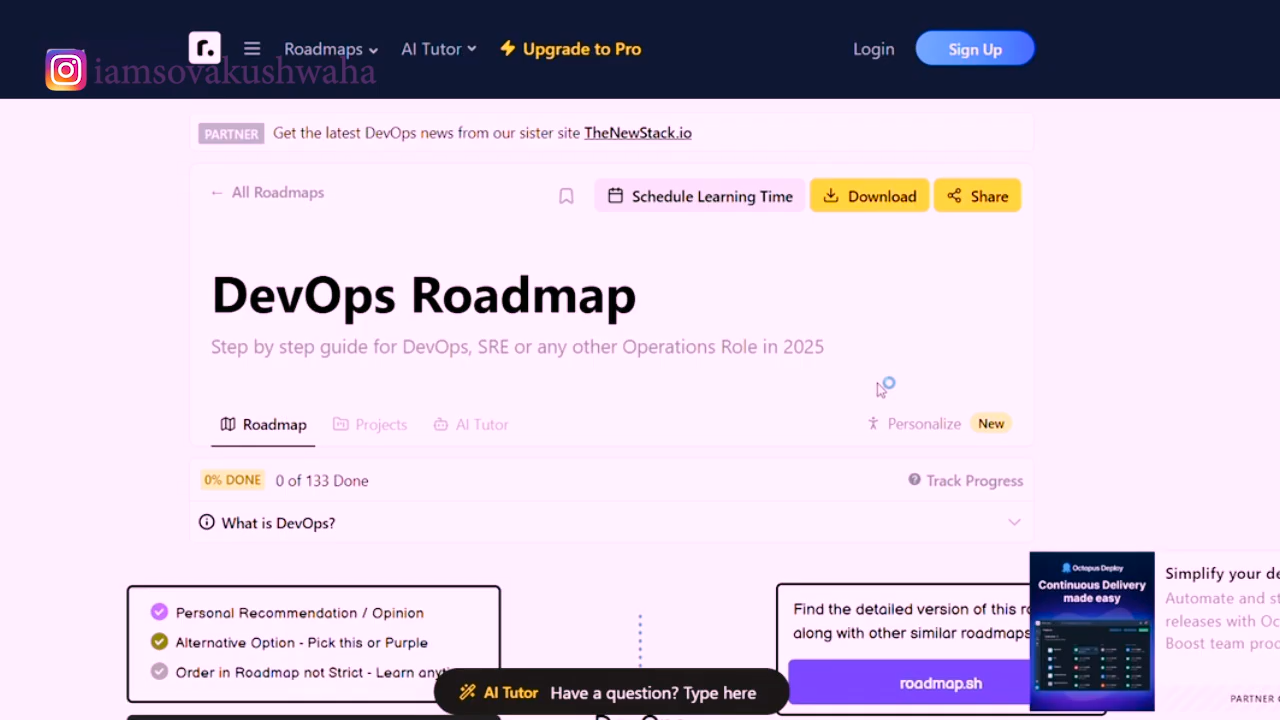 r.
Roadmaps
AI Tutor
Upgrade to Pro
Login
Sign Up
iamsovakushwaha
PARTNER Get the latest DevOps news from our sister site TheNewStack.io
← All Roadmaps
Schedule Learning Time
Download
Share
DevOps Roadmap
Step by step guide for DevOps, SRE or any other Operations Role in 2025
Roadmap
Projects
AI Tutor
Personalize
New
0% DONE 0 of 133 Done
Track Progress
What is DevOps?
Personal Recommendation / Opinion
Alternative Option - Pick this or Purple
Order in Roadmap not Strict - Learn any
Find the detailed version of this
along with other similar roadmaps
roadmap.sh
Octopus Deploy
Continuous Delivery
made easy
Simplify your
Automate and
releases with
Boost team
PARTNER
AI Tutor Have a question? Type here